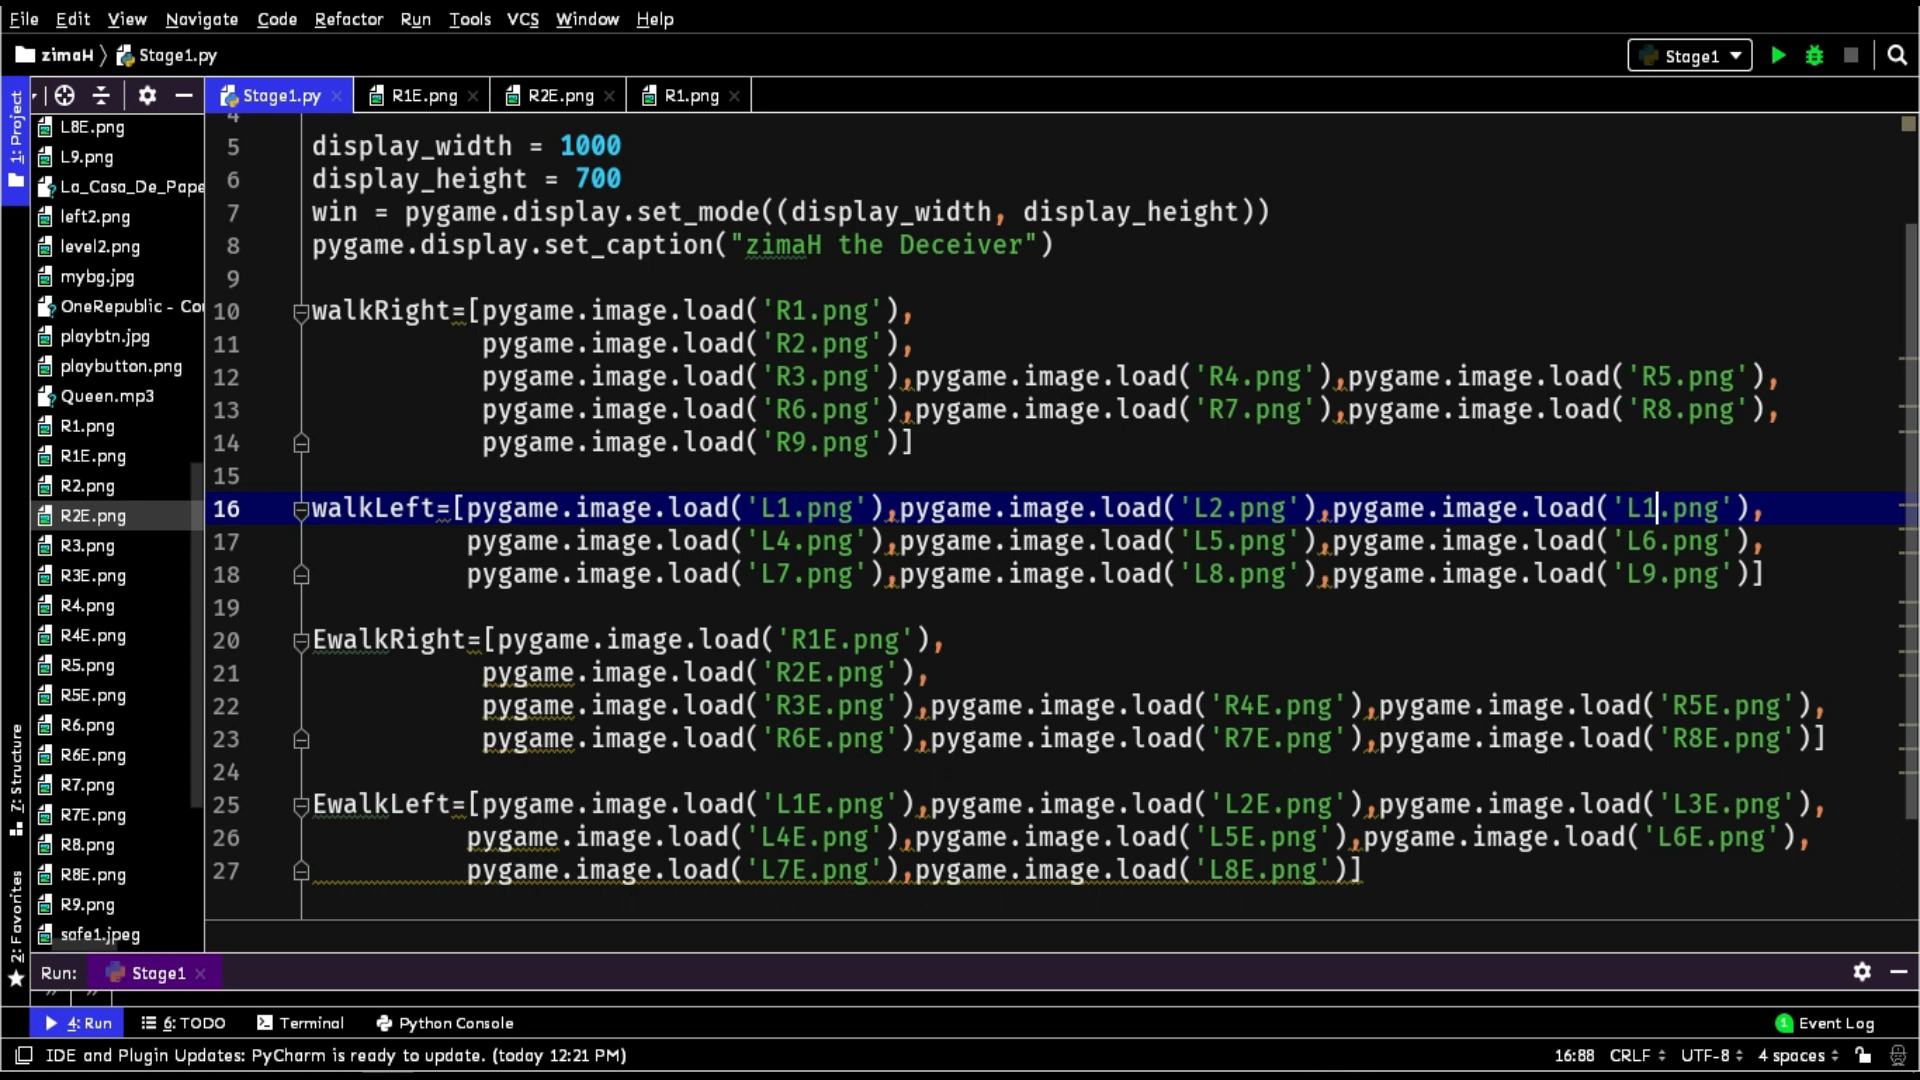 File Edit View Navigate Code Refactor Run Tools VCS Window Help
zimaH Stage1.py Stage1
1: Project
Stage1.py R1E.png R2E.png R1.png
L8E.png
L9.png
La_Casa_De_Pape
left2.png
level2.png
mybg.jpg
OneRepublic - Cou
playbtn.jpg
playbutton.png
Queen.mp3
R1.png
R1E.png
R2.png
R2E.png
R3.png
R3E.png
R4.png
R4E.png
R5.png
R5E.png
R6.png
R6E.png
R7.png
R7E.png
R8.png
R8E.png
R9.png
safe1.jpeg
7: Structure
2: Favorites
4
5 display_width = 1000
6 display_height = 700
7 win = pygame.display.set_mode((display_width, display_height))
8 pygame.display.set_caption("zimaH the Deceiver")
9
10 walkRight=[pygame.image.load('R1.png'),
11 pygame.image.load('R2.png'),
12 pygame.image.load('R3.png'),pygame.image.load('R4.png'),pygame.image.load('R5.png'),
13 pygame.image.load('R6.png'),pygame.image.load('R7.png'),pygame.image.load('R8.png'),
14 pygame.image.load('R9.png')]
15
16 walkLeft=[pygame.image.load('L1.png'),pygame.image.load('L2.png'),pygame.image.load('L1.png'),
17 pygame.image.load('L4.png'),pygame.image.load('L5.png'),pygame.image.load('L6.png'),
18 pygame.image.load('L7.png'),pygame.image.load('L8.png'),pygame.image.load('L9.png')]
19
20 EwalkRight=[pygame.image.load('R1E.png'),
21 pygame.image.load('R2E.png'),
22 pygame.image.load('R3E.png'),pygame.image.load('R4E.png'),pygame.image.load('R5E.png'),
23 pygame.image.load('R6E.png'),pygame.image.load('R7E.png'),pygame.image.load('R8E.png')]
24
25 EwalkLeft=[pygame.image.load('L1E.png'),pygame.image.load('L2E.png'),pygame.image.load('L3E.png'),
26 pygame.image.load('L4E.png'),pygame.image.load('L5E.png'),pygame.image.load('L6E.png'),
27 pygame.image.load('L7E.png'),pygame.image.load('L8E.png')]
Run: Stage1
4: Run 6: TODO Terminal Python Console 1 Event Log
IDE and Plugin Updates: PyCharm is ready to update. (today 12:21 PM) 16:88 CRLF UTF-8 4 spaces